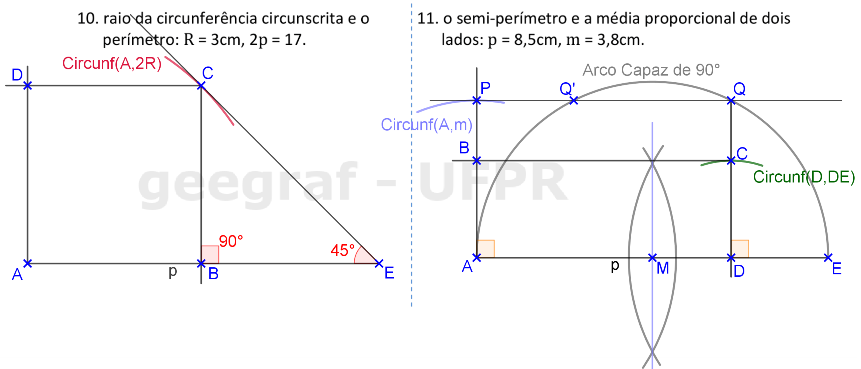 10. raio da circunferência circunscrita e o
perímetro: R = 3cm, 2p = 17.
Circunf(A,2R)
D
C
90°
45°
A
p
B
E
11. o semi-perímetro e a média proporcional de dois
lados: p = 8,5cm, m = 3,8cm.
Arco Capaz de 90°
P
Q'
Q
Circunf(A,m)
B
C
Circunf(D,DE)
A
p
M
D
E
geegraf - UFPR